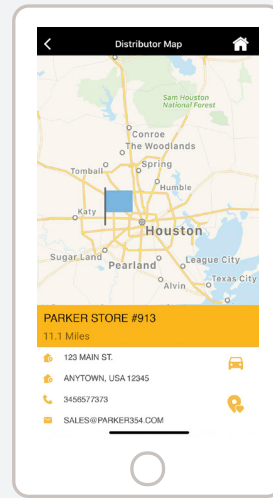 Distributor Map
Sam Houston
National Forest
Conroe
The Woodlands
Tomball
Spring
Humble
Katy
Houston
Sugar Land
Pearland
League City
Texas City
Alvin
PARKER STORE #913
11.1 Miles
123 MAIN ST.
ANYTOWN, USA 12345
3456577373
SALES@PARKER354.COM